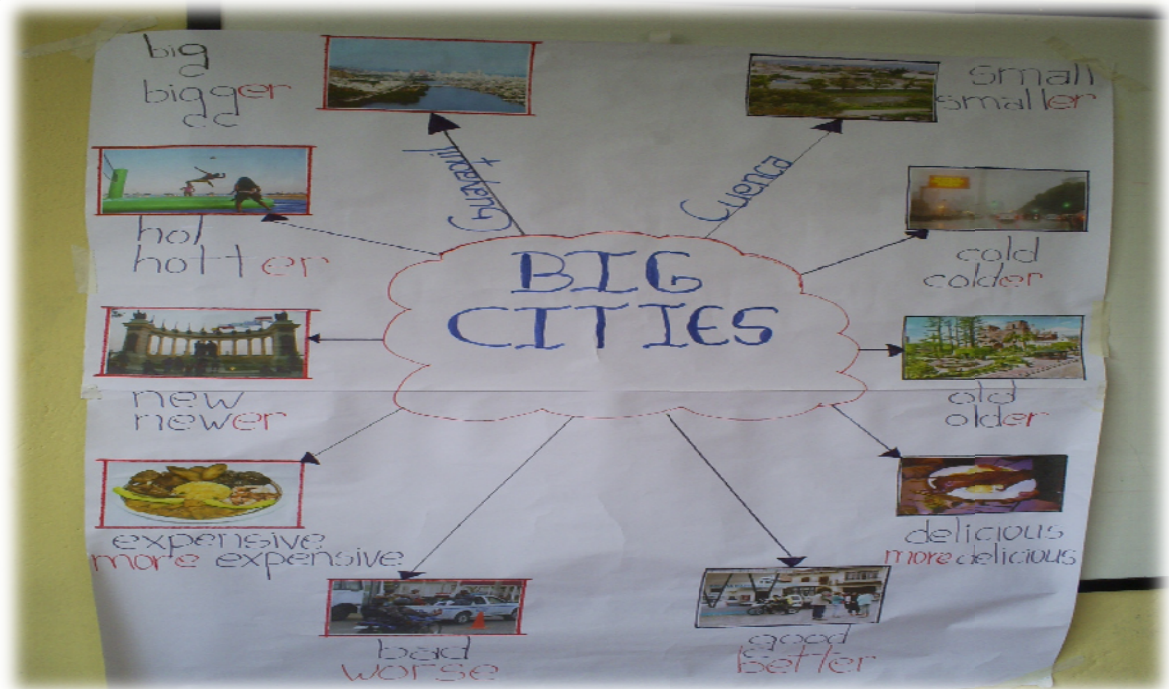 big
bigger
small
smaller
Guayaquil
Cuenca
hot
hotter
cold
colder
BIG
CITIES
new
newer
old
older
expensive
more expensive
delicious
more delicious
bad
worse
good
better